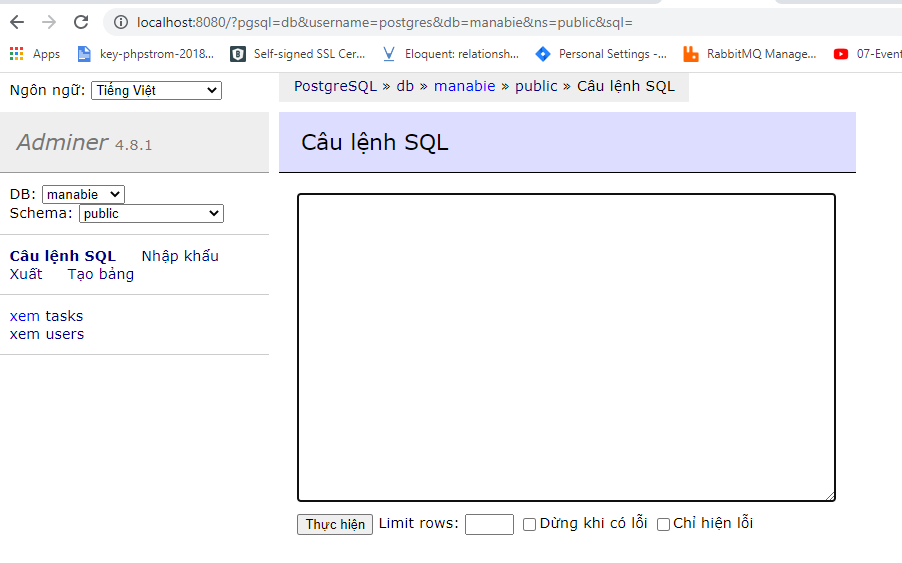 localhost:8080/?pgsql=db&username=postgres&db=manabie&ns=public&sql=
Apps key-phpstrom-2018... Self-signed SSL Cer... Eloquent: relationsh... Personal Settings -... RabbitMQ Manage... 07-Event
Ngôn ngữ: Tiếng Việt
PostgreSQL » db » manabie » public » Câu lệnh SQL
Adminer 4.8.1
Câu lệnh SQL
DB: manabie
Schema: public
Câu lệnh SQL Nhập khẩu
Xuất Tạo bảng
xem tasks
xem users
Thực hiện Limit rows: Dừng khi có lỗi Chỉ hiện lỗi